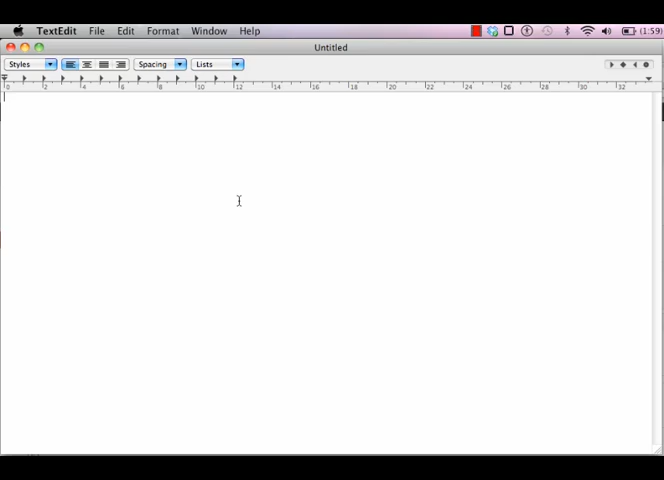 TextEdit File Edit Format Window Help (1:59)
Untitled
Styles Spacing Lists
0 2 4 6 8 10 12 14 16 18 20 22 24 26 28 30 32